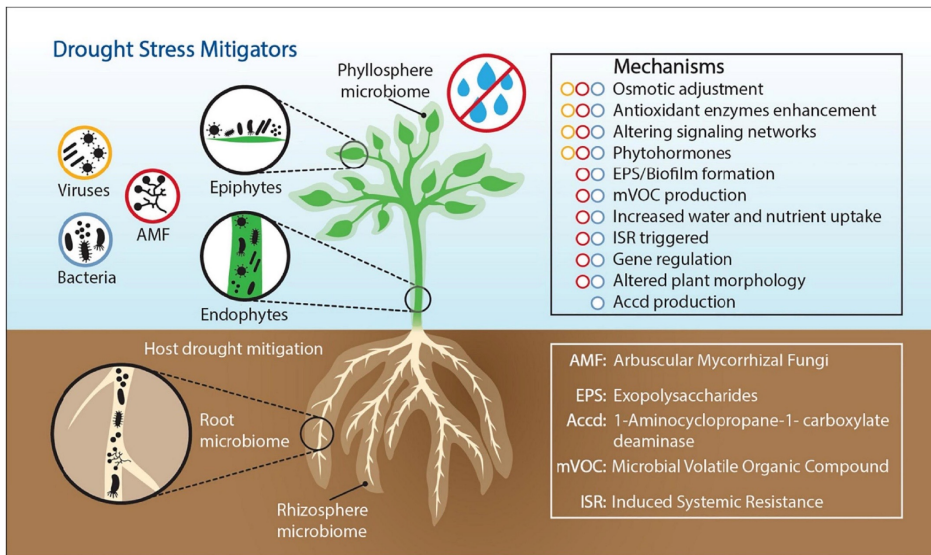 Drought Stress Mitigators
Phyllosphere
microbiome
Viruses
AMF
Bacteria
Epiphytes
Endophytes
Mechanisms
Osmotic adjustment
Antioxidant enzymes enhancement
Altering signaling networks
Phytohormones
EPS/Biofilm formation
mVOC production
Increased water and nutrient uptake
ISR triggered
Gene regulation
Altered plant morphology
Accd production
Host drought mitigation
Root
microbiome
Rhizosphere
microbiome
AMF: Arbuscular Mycorrhizal Fungi
EPS: Exopolysaccharides
Accd: 1-Aminocyclopropane-1- carboxylate
deaminase
mVOC: Microbial Volatile Organic Compound
ISR: Induced Systemic Resistance